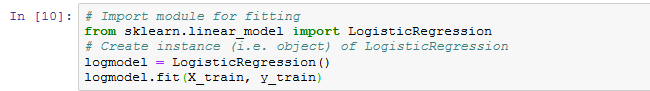 In [10]: # Import module for fitting
from sklearn.linear_model import LogisticRegression
# Create instance (i.e. object) of LogisticRegression
logmodel = LogisticRegression()
logmodel.fit(X_train, y_train)